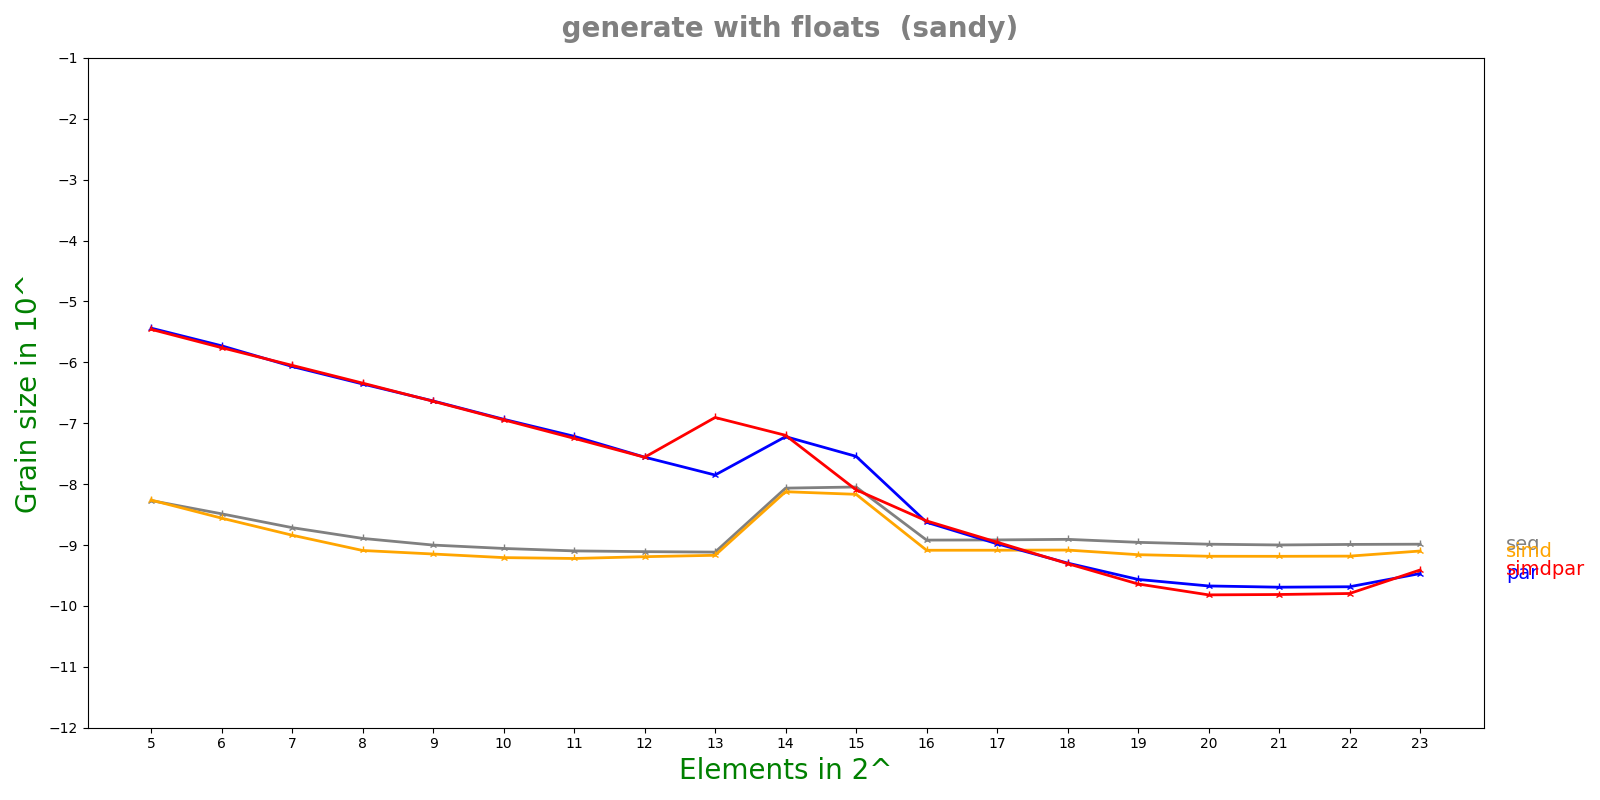 generate with floats (sandy)
−1
−2
−3
−4
−5
−6
−7
−8
−9
−10
−11
−12
Grain size in 10^
5 6 7 8 9 10 11 12 13 14 15 16 17 18 19 20 21 22 23
Elements in 2^
seq
simd
simdpar
par